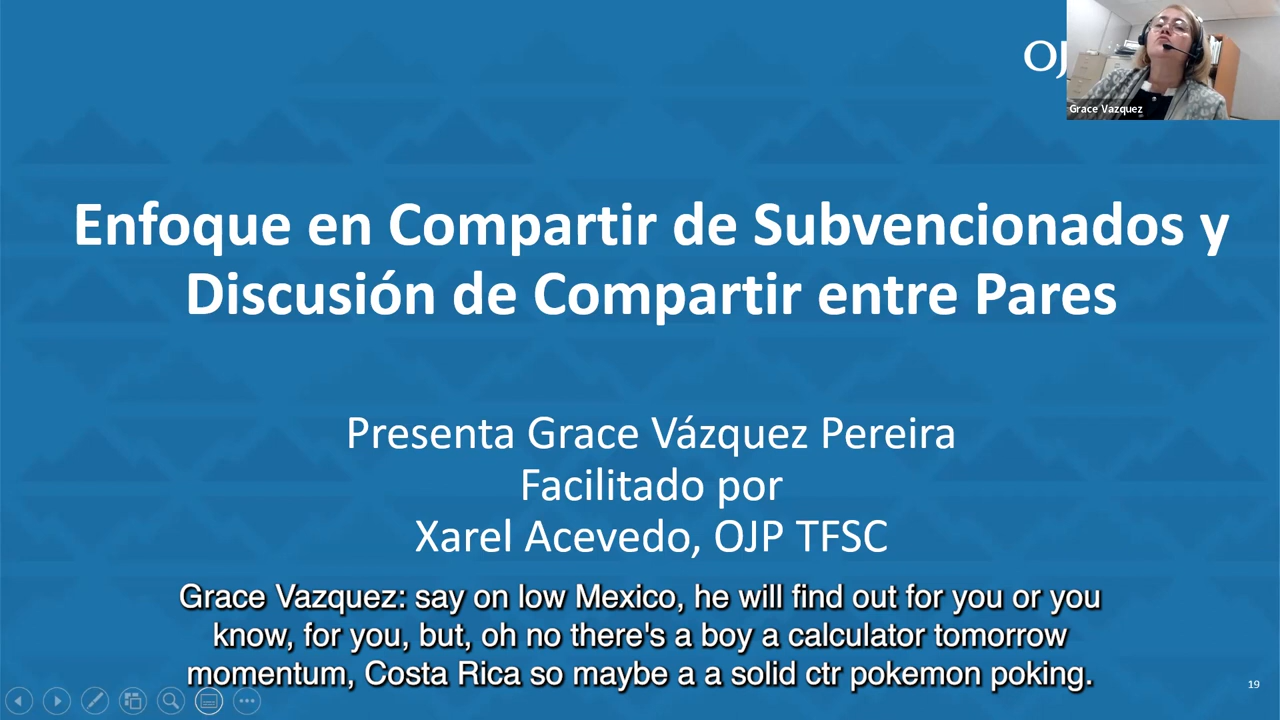 OJ
Grace Vazquez
Enfoque en Compartir de Subvencionados y
Discusión de Compartir entre Pares
Presenta Grace Vázquez Pereira
Facilitado por
Xarel Acevedo, OJP TFSC
Grace Vazquez: say on low Mexico, he will find out for you or you
know, for you, but, oh no there's a boy a calculator tomorrow
momentum, Costa Rica so maybe a a solid ctr pokemon poking.
19